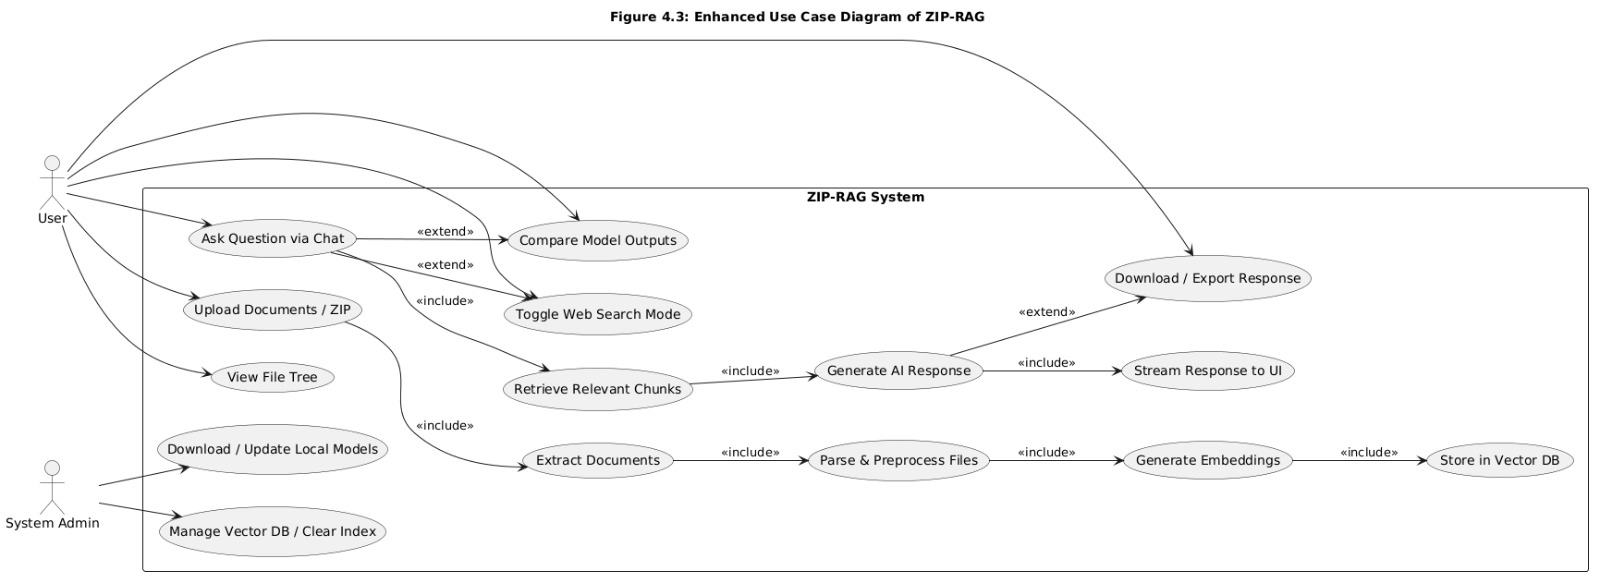 Figure 4.3: Enhanced Use Case Diagram of ZIP-RAG
ZIP-RAG System
User
Ask Question via Chat
«extend»
Compare Model Outputs
«extend»
«include»
Toggle Web Search Mode
Download / Export Response
Upload Documents / ZIP
«extend»
View File Tree
Retrieve Relevant Chunks
«include»
Generate AI Response
«include»
Stream Response to UI
Download / Update Local Models
«include»
Extract Documents
«include»
Parse & Preprocess Files
«include»
Generate Embeddings
«include»
Store in Vector DB
System Admin
Manage Vector DB / Clear Index